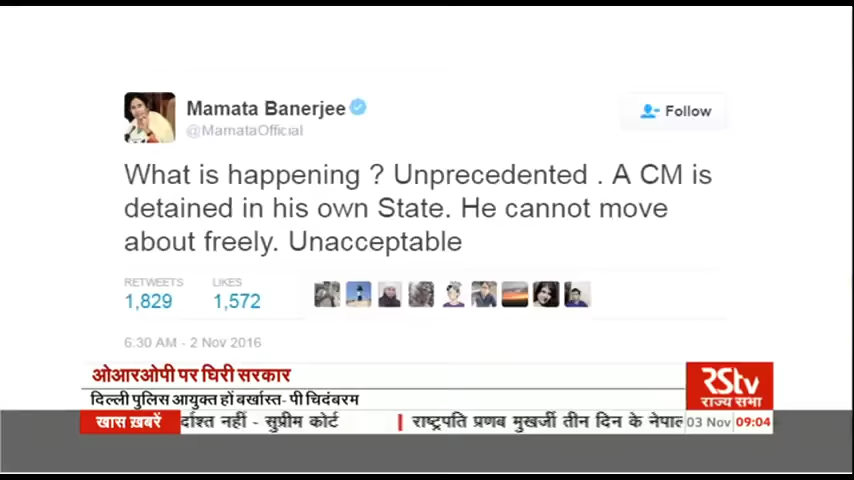 Mamata Banerjee
Follow
@MamataOfficial
What is happening ? Unprecedented . A CM is
detained in his own State. He cannot move
about freely. Unacceptable
RETWEETS LIKES
1,829 1,572
6:30 AM - 2 Nov 2016
ओआरओपी पर घिरी सरकार
दिल्ली पुलिस आयुक्त हों बर्खास्त- पी चिदंबरम
RSTV
राज्य सभा
खास ख़बरें र्दाश्त नहीं - सुप्रीम कोर्ट | राष्ट्रपति प्रणब मुखर्जी तीन दिन के नेपाल 03 Nov 09:04